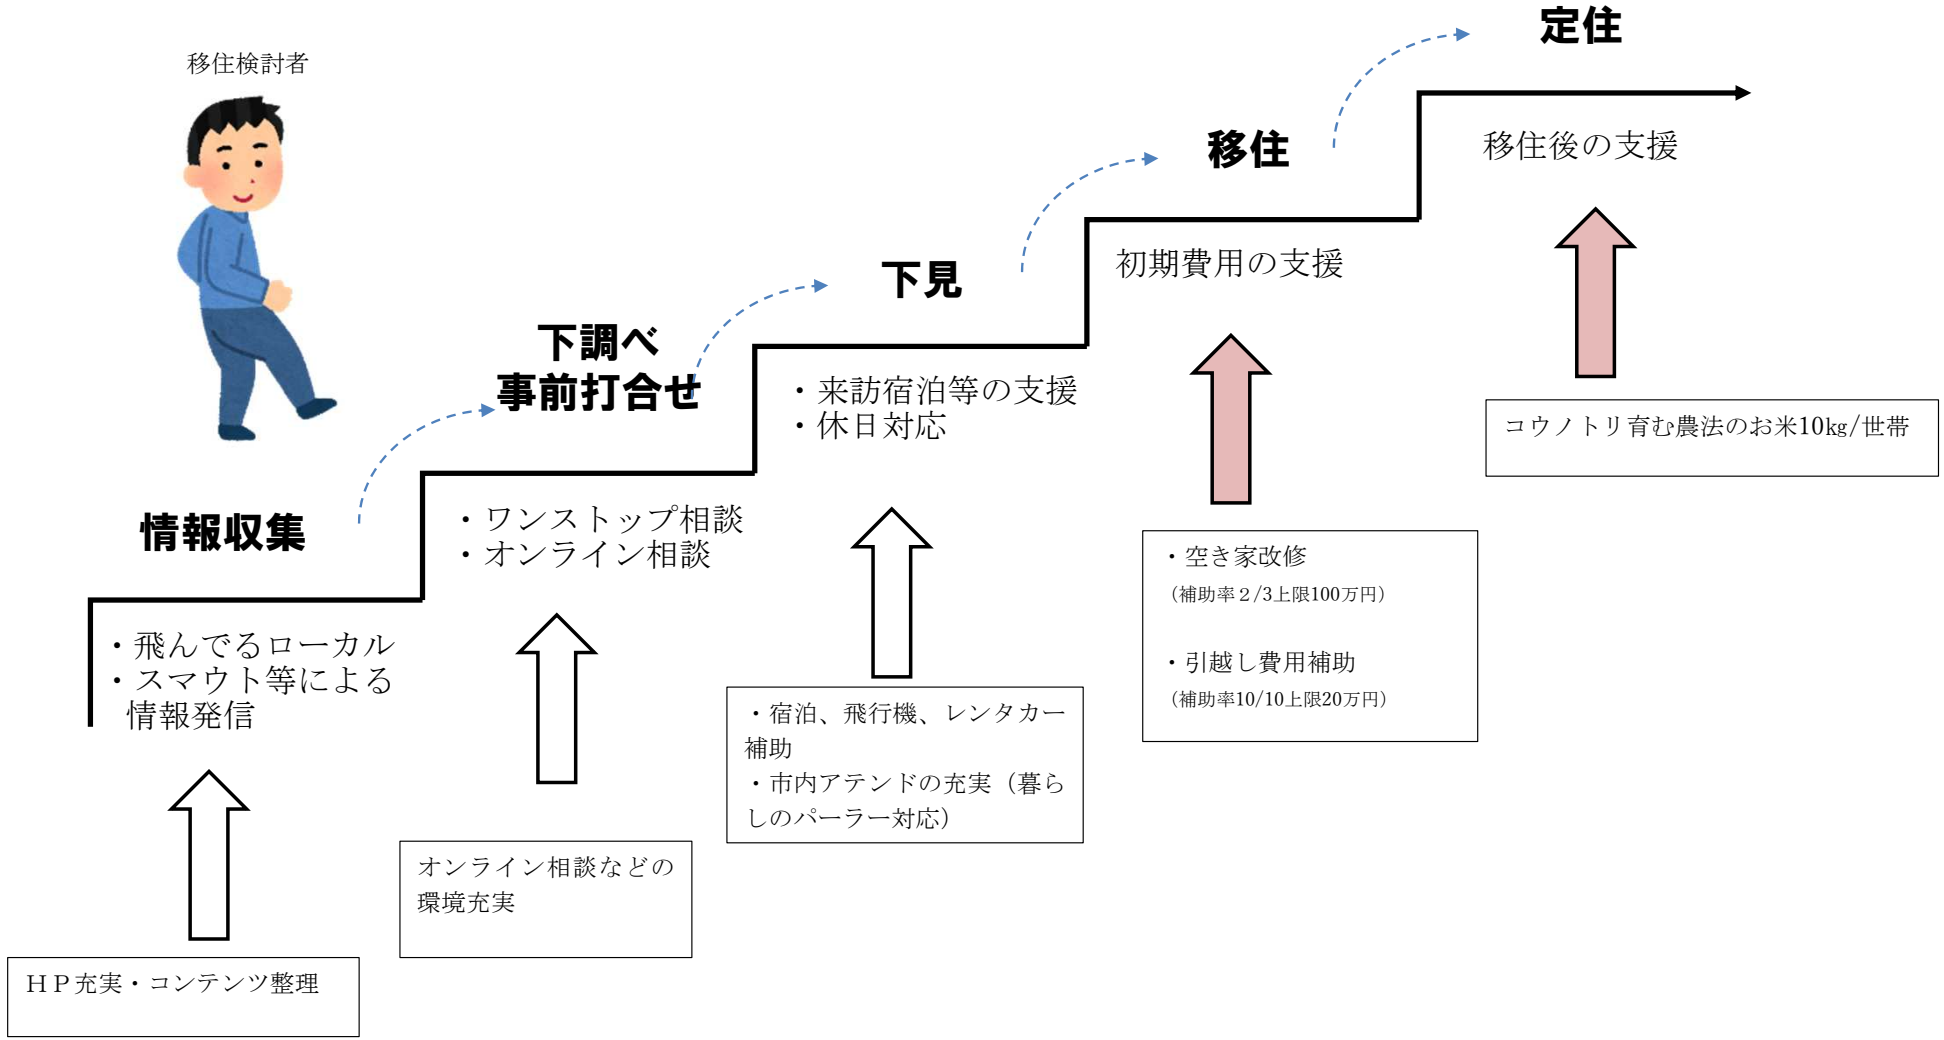 移住検討者
情報収集
・飛んでるローカル
・スマウト等による
情報発信
ＨＰ充実・コンテンツ整理
下調べ
事前打合せ
・ワンストップ相談
・オンライン相談
オンライン相談などの
環境充実
下見
・来訪宿泊等の支援
・休日対応
・宿泊、飛行機、レンタカー
補助
・市内アテンドの充実（暮ら
しのパーラー対応）
移住
初期費用の支援
・空き家改修
（補助率２/3上限100万円）
・引越し費用補助
（補助率10/10上限20万円）
定住
移住後の支援
コウノトリ育む農法のお米10㎏/世帯